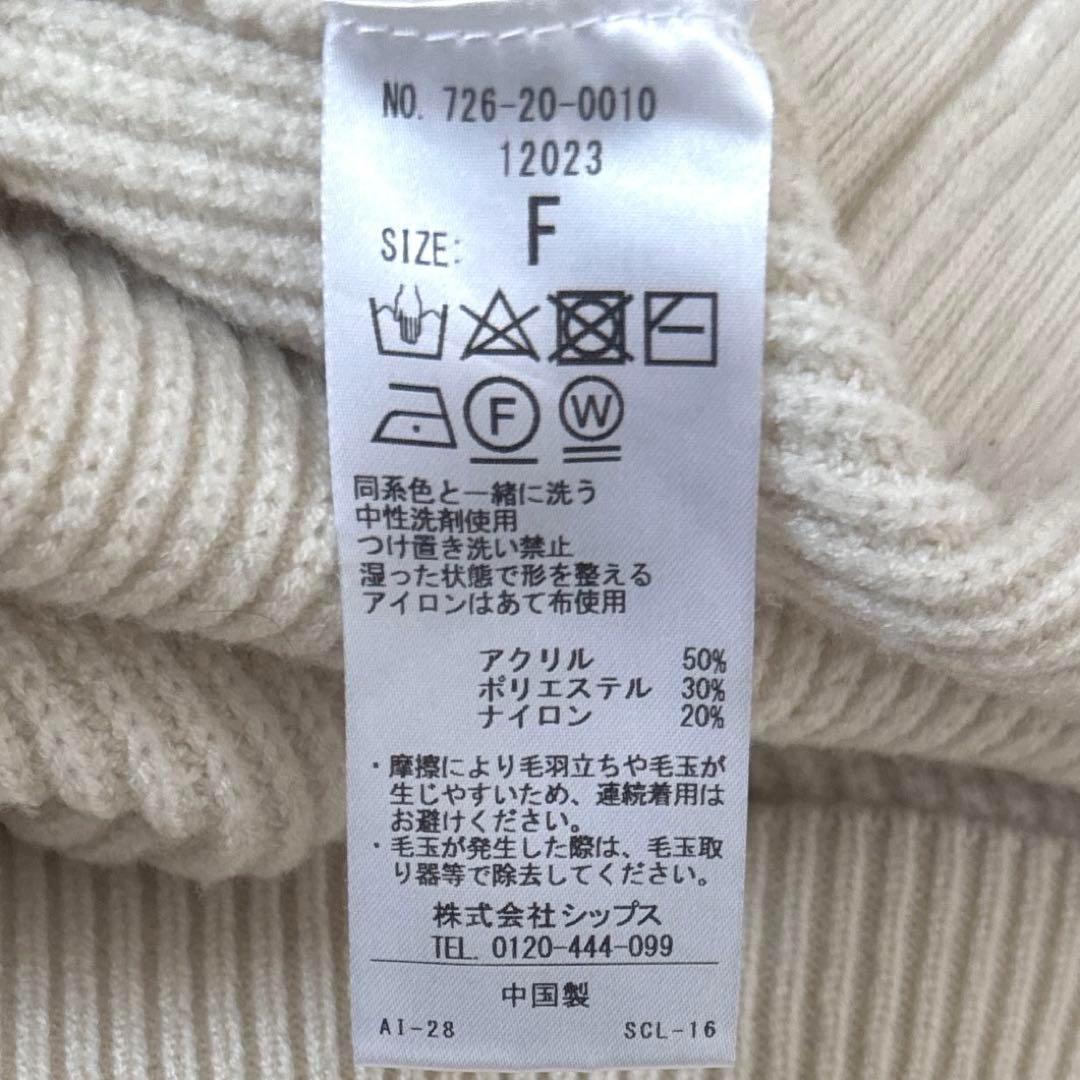 NO. 726-20-0010
12023
SIZE: F
F W
同系色と一緒に洗う
中性洗剤使用
つけ置き洗い禁止
湿った状態で形を整える
アイロンはあて布使用
アクリル 50%
ポリエステル 30%
ナイロン 20%
・摩擦により毛羽立ちや毛玉が
生じやすいため、連続着用は
お避けください。
・毛玉が発生した際は、毛玉取
り器等で除去してください。
株式会社シップス
TEL. 0120-444-099
中国製
AI-28 SCL-16